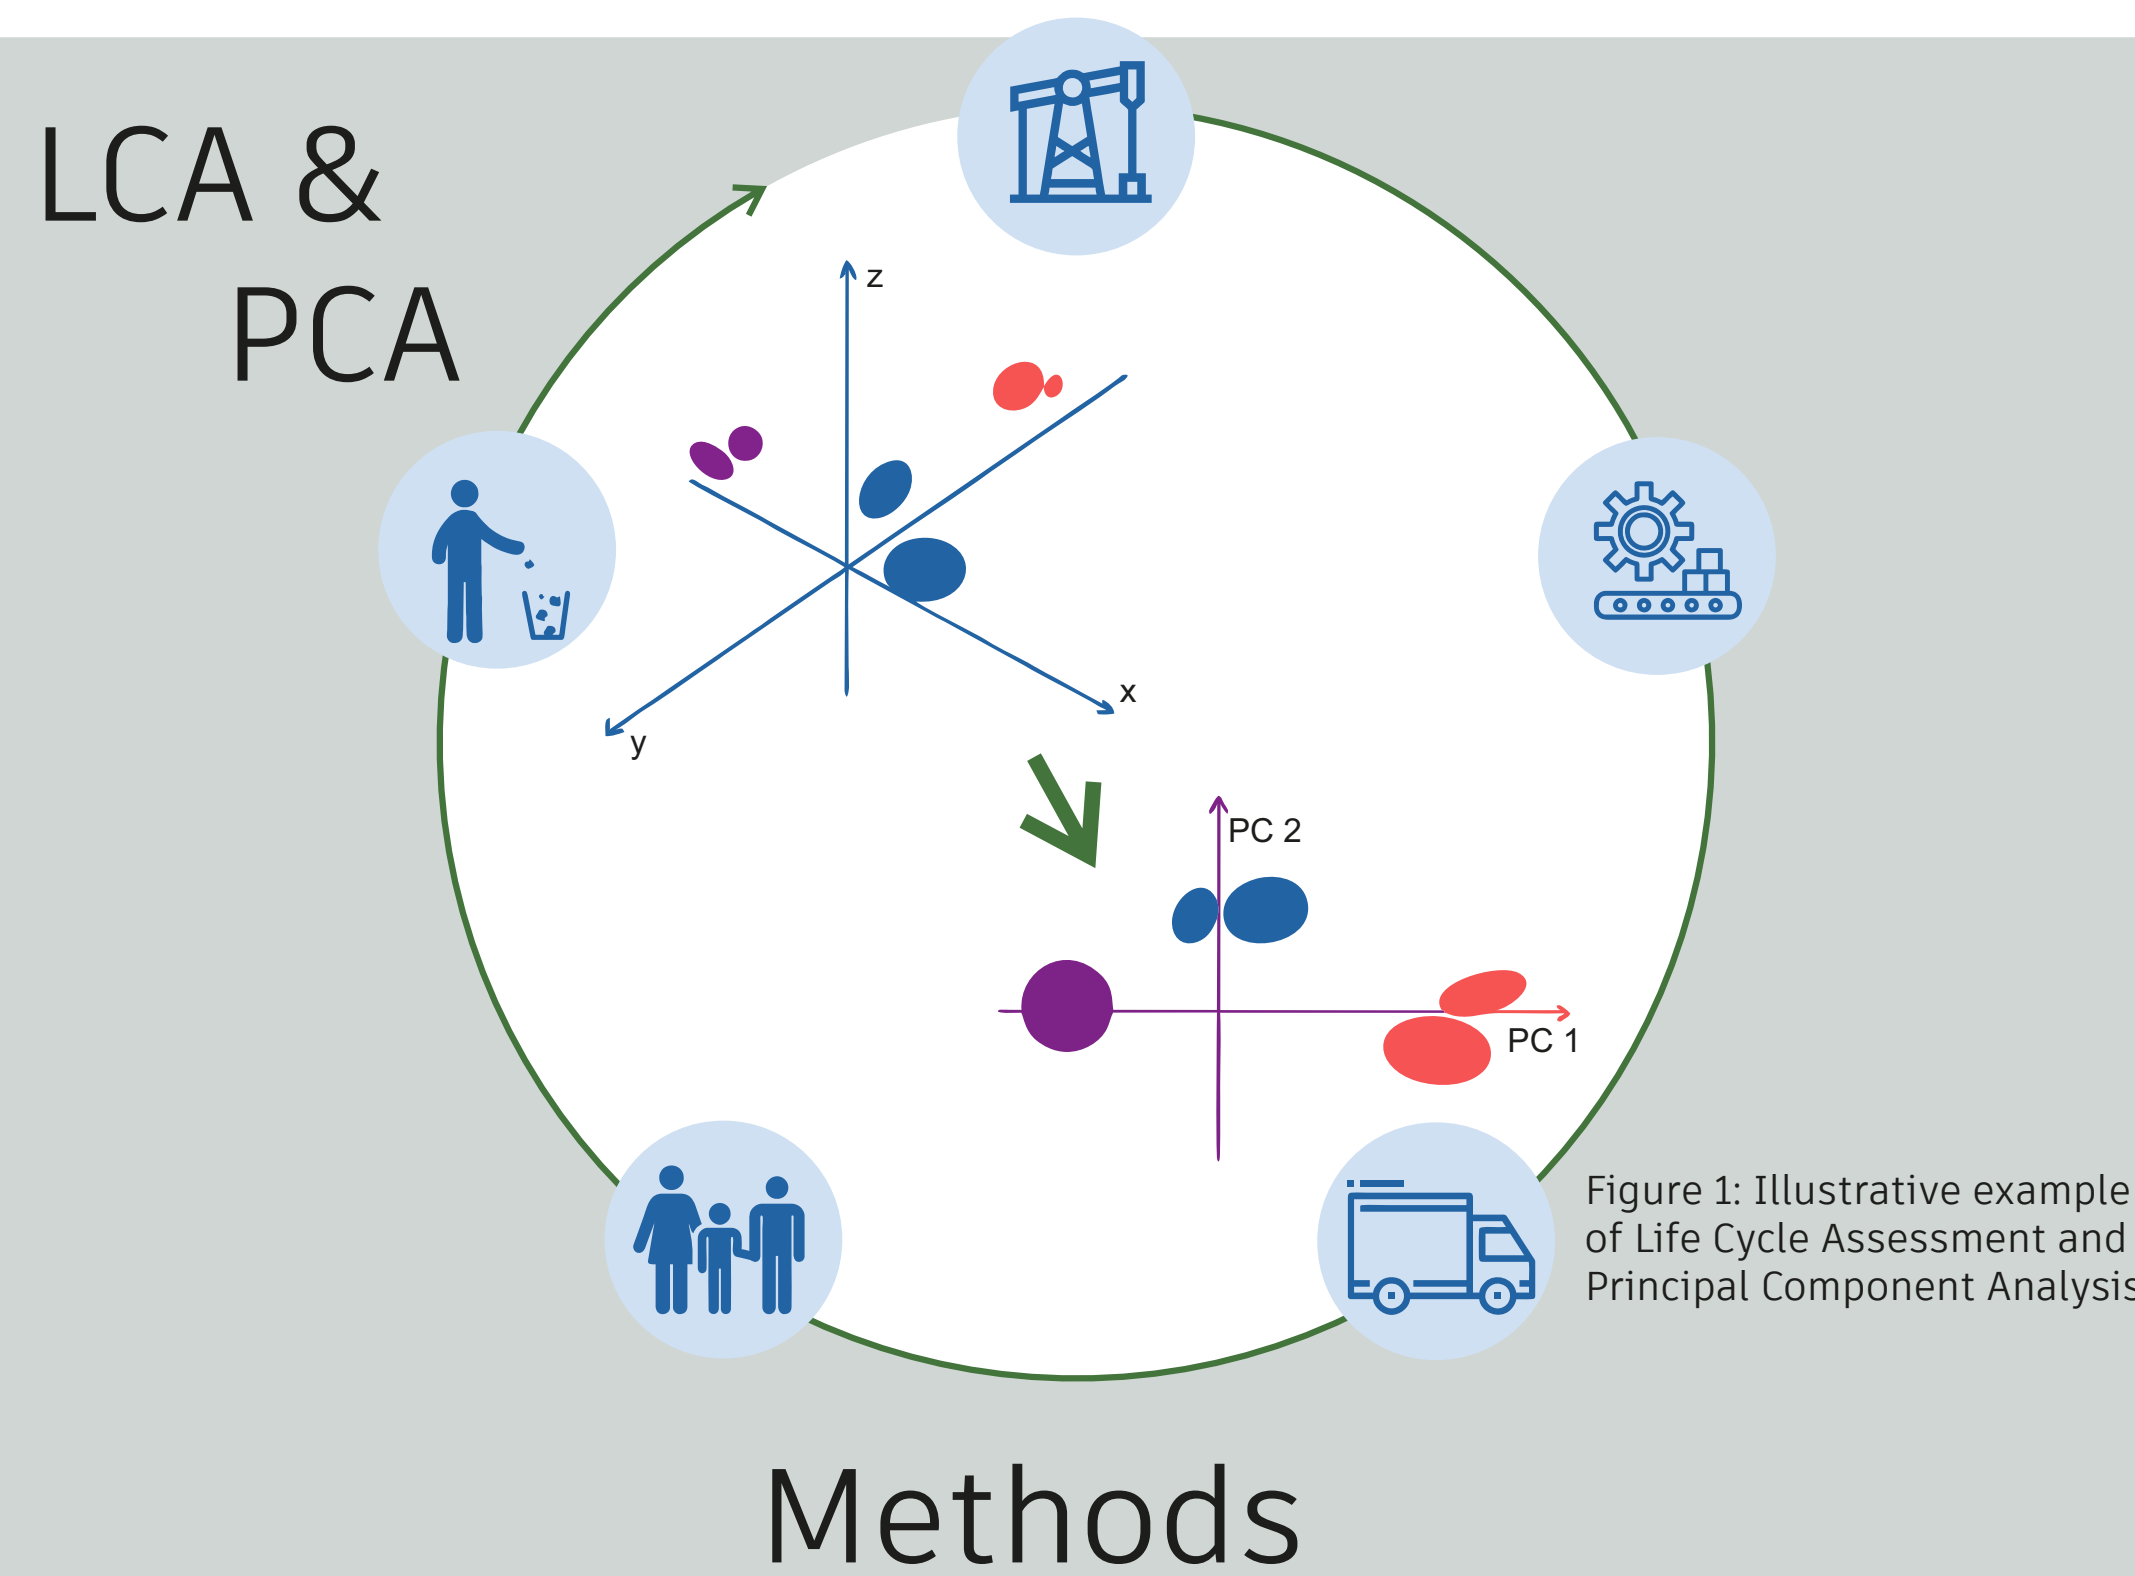 LCA &
PCA
z
x
y
PC 2
PC 1
Figure 1: Illustrative example
of Life Cycle Assessment and
Principal Component Analysis
Methods